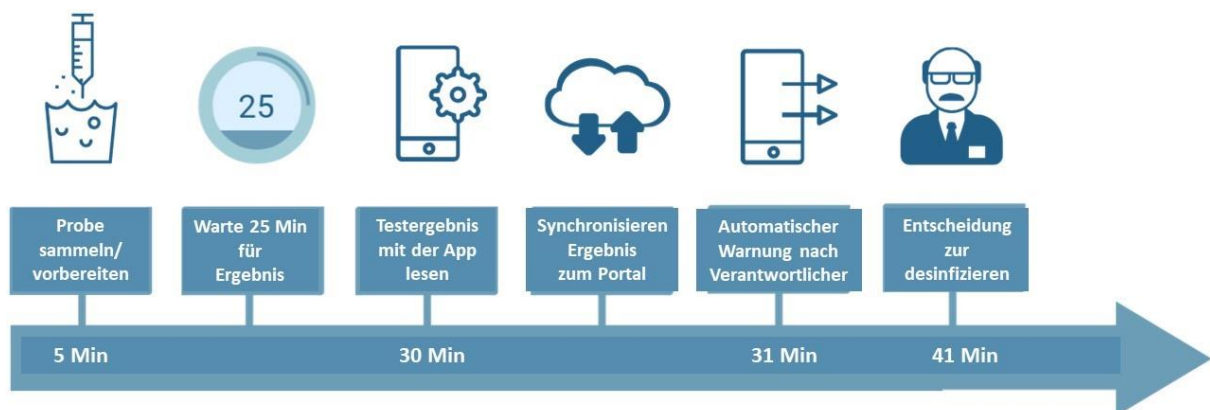 25
Probe
sammeln/
vorbereiten
Warte 25 Min
für
Ergebnis
Testergebnis
mit der App
lesen
Synchronisieren
Ergebnis
zum Portal
Automatischer
Warnung nach
Verantwortlicher
Entscheidung
zur
desinfizieren
5 Min
30 Min
31 Min
41 Min